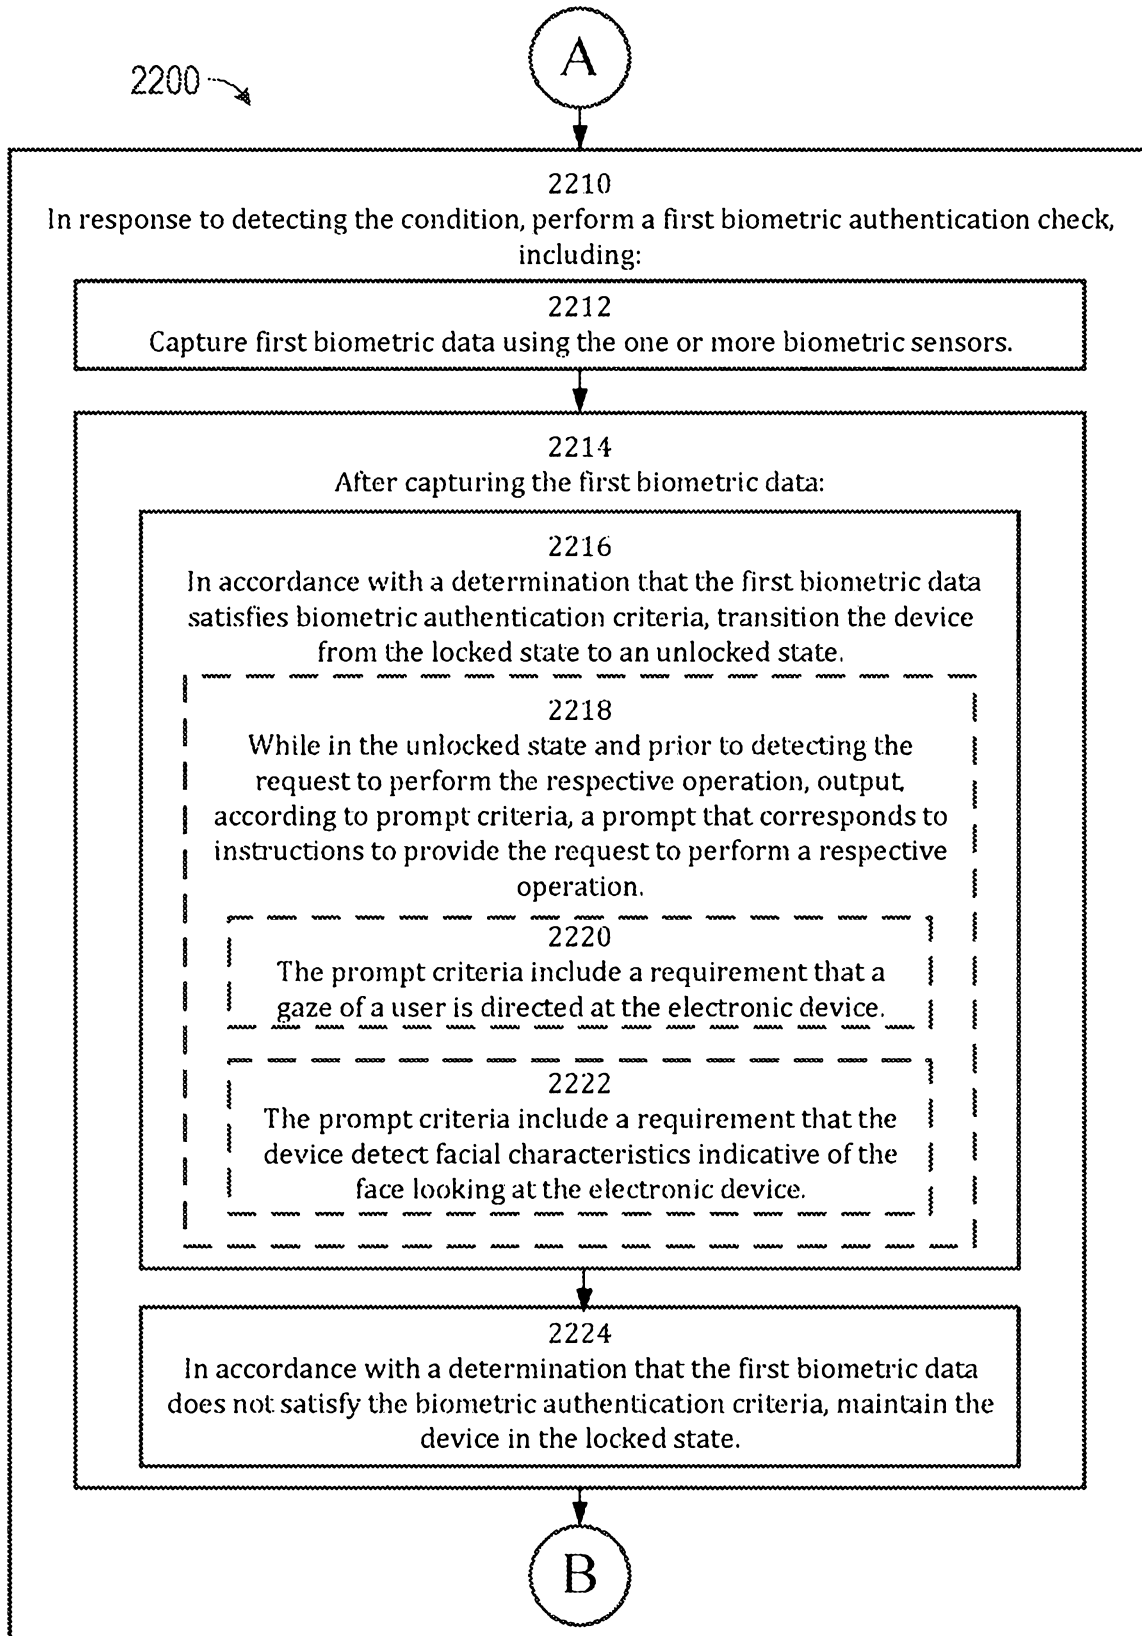 A
2200
2210
In response to detecting the condition, perform a first biometric authentication check,
including:
2212
Capture first biometric data using the one or more biometric sensors.
2214
After capturing the first biometric data:
2216
In accordance with a determination that the first biometric data
satisfies biometric authentication criteria, transition the device
from the locked state to an unlocked state.
2218
While in the unlocked state and prior to detecting the
request to perform the respective operation, output,
according to prompt criteria, a prompt that corresponds to
instructions to provide the request to perform a respective
operation.
2220
The prompt criteria include a requirement that a
gaze of a user is directed at the electronic device.
2222
The prompt criteria include a requirement that the
device detect facial characteristics indicative of the
face looking at the electronic device.
2224
In accordance with a determination that the first biometric data
does not satisfy the biometric authentication criteria, maintain the
device in the locked state.
B